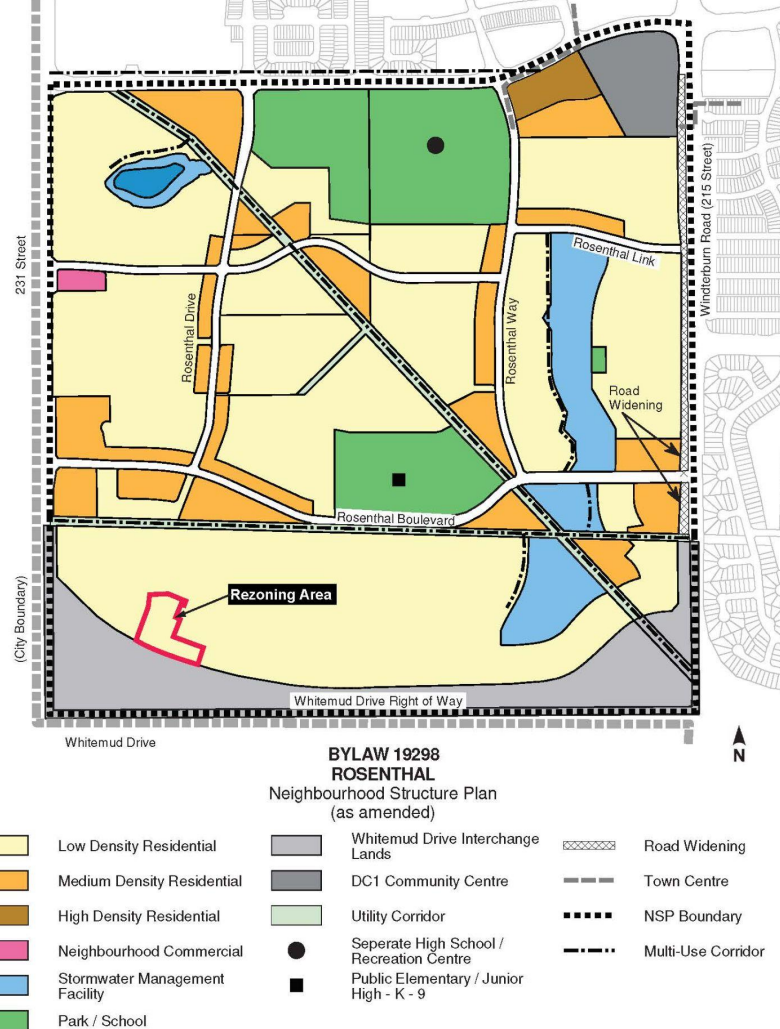 231 Street
Windterburn Road (215 Street)
Rosenthal Link
Rosenthal Drive
Rosenthal Way
Road
Widening
Rosenthal Boulevard
(City Boundary)
Rezoning Area
Whitemud Drive Right of Way
Whitemud Drive
N
BYLAW 19298
ROSENTHAL
Neighbourhood Structure Plan
(as amended)
Low Density Residential
Medium Density Residential
High Density Residential
Neighbourhood Commercial
Stormwater Management
Facility
Park / School
Whitemud Drive Interchange
Lands
DC1 Community Centre
Utility Corridor
Seperate High School /
Recreation Centre
Public Elementary / Junior
High - K - 9
Road Widening
Town Centre
NSP Boundary
Multi-Use Corridor